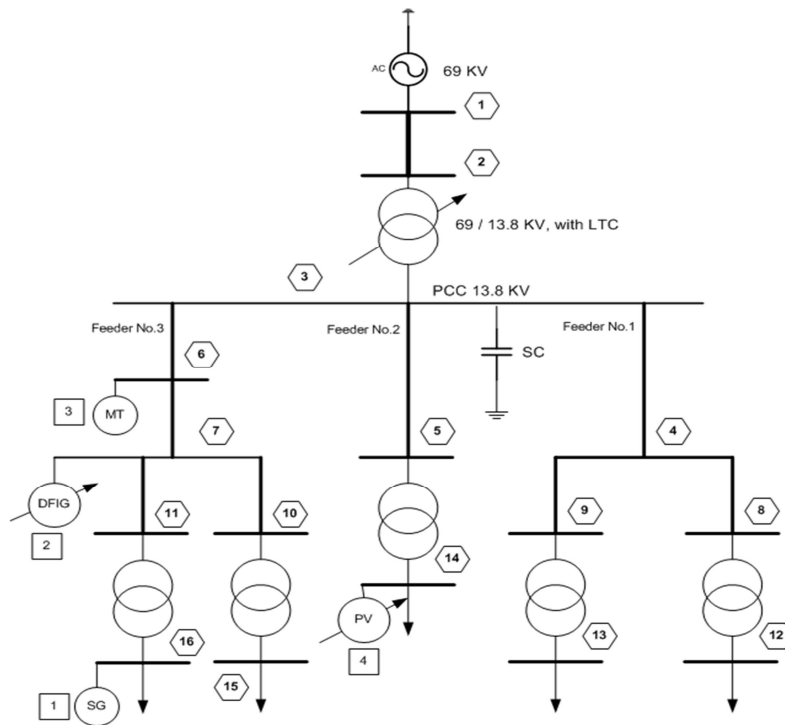 AC
69 KV
1
2
69 / 13.8 KV, with LTC
3
PCC 13.8 KV
Feeder No.3
Feeder No.2
Feeder No.1
SC
6
3
MT
7
5
4
DFIG
2
11
10
9
8
14
PV
4
16
15
13
12
1
SG